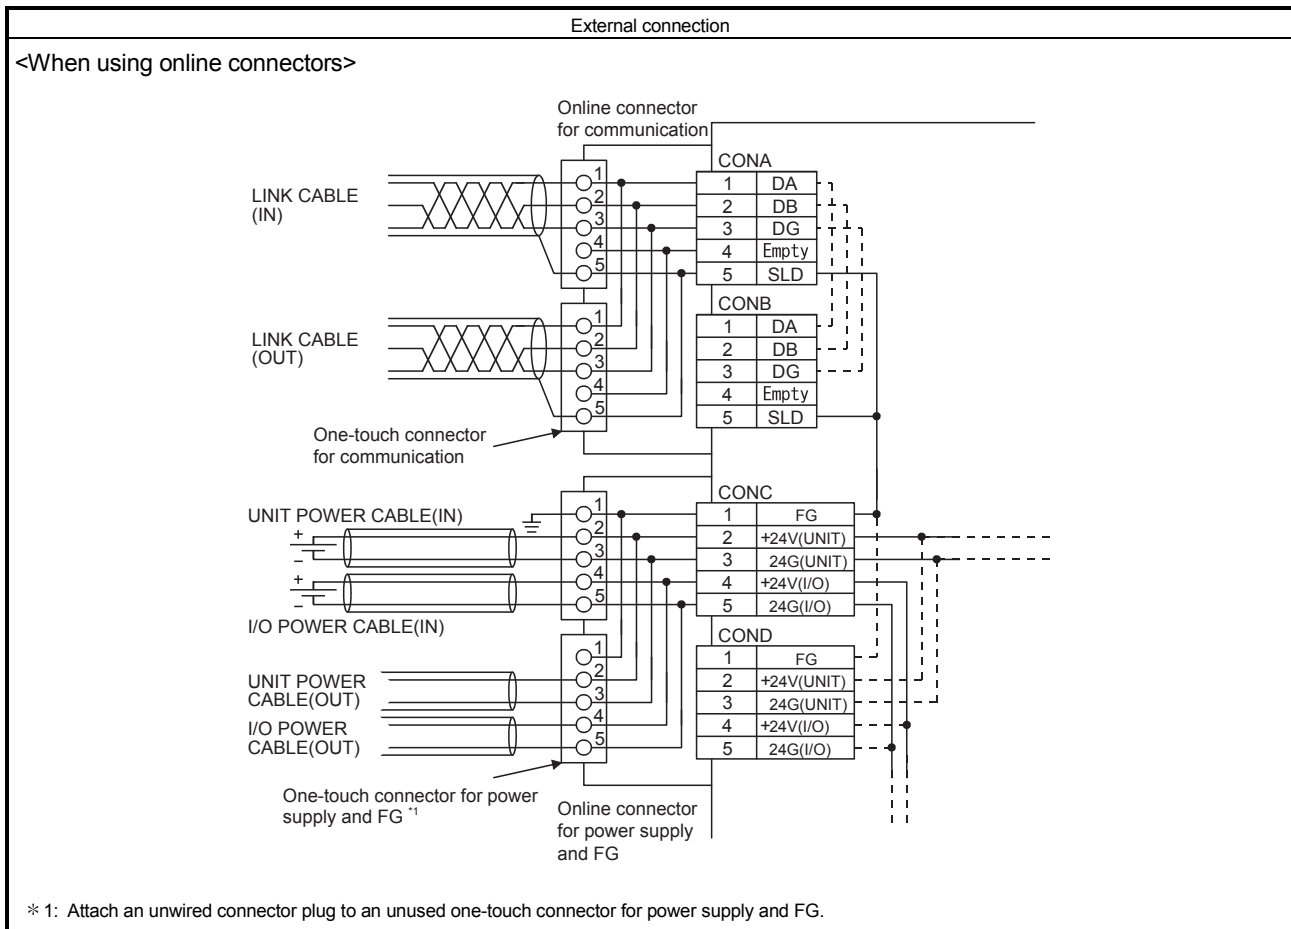 External connection
<When using online connectors>
Online connector
for communication
LINK CABLE
(IN)
1
2
3
4
5
CONA
1 DA
2 DB
3 DG
4 Empty
5 SLD
LINK CABLE
(OUT)
1
2
3
4
5
CONB
1 DA
2 DB
3 DG
4 Empty
5 SLD
One-touch connector
for communication
UNIT POWER CABLE(IN)
+
−
+
−
I/O POWER CABLE(IN)
1
2
3
4
5
CONC
1 FG
2 +24V(UNIT)
3 24G(UNIT)
4 +24V(I/O)
5 24G(I/O)
UNIT POWER
CABLE(OUT)
I/O POWER
CABLE(OUT)
1
2
3
4
5
COND
1 FG
2 +24V(UNIT)
3 24G(UNIT)
4 +24V(I/O)
5 24G(I/O)
One-touch connector for power
supply and FG *1
Online connector
for power supply
and FG
＊1: Attach an unwired connector plug to an unused one-touch connector for power supply and FG.